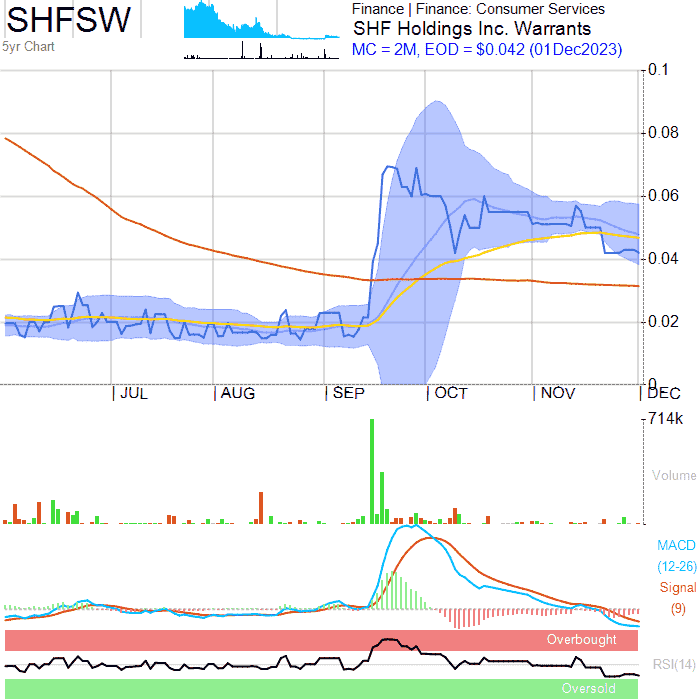 SHFSW
5yr Chart
Finance | Finance: Consumer Services
SHF Holdings Inc. Warrants
MC = 2M, EOD = $0.042 (01Dec2023)
0.1
0.08
0.06
0.04
0.02
0
JUL AUG SEP OCT NOV DEC
714k
Volume
MACD
(12-26)
Signal
(9)
Overbought
RSI(14)
Oversold